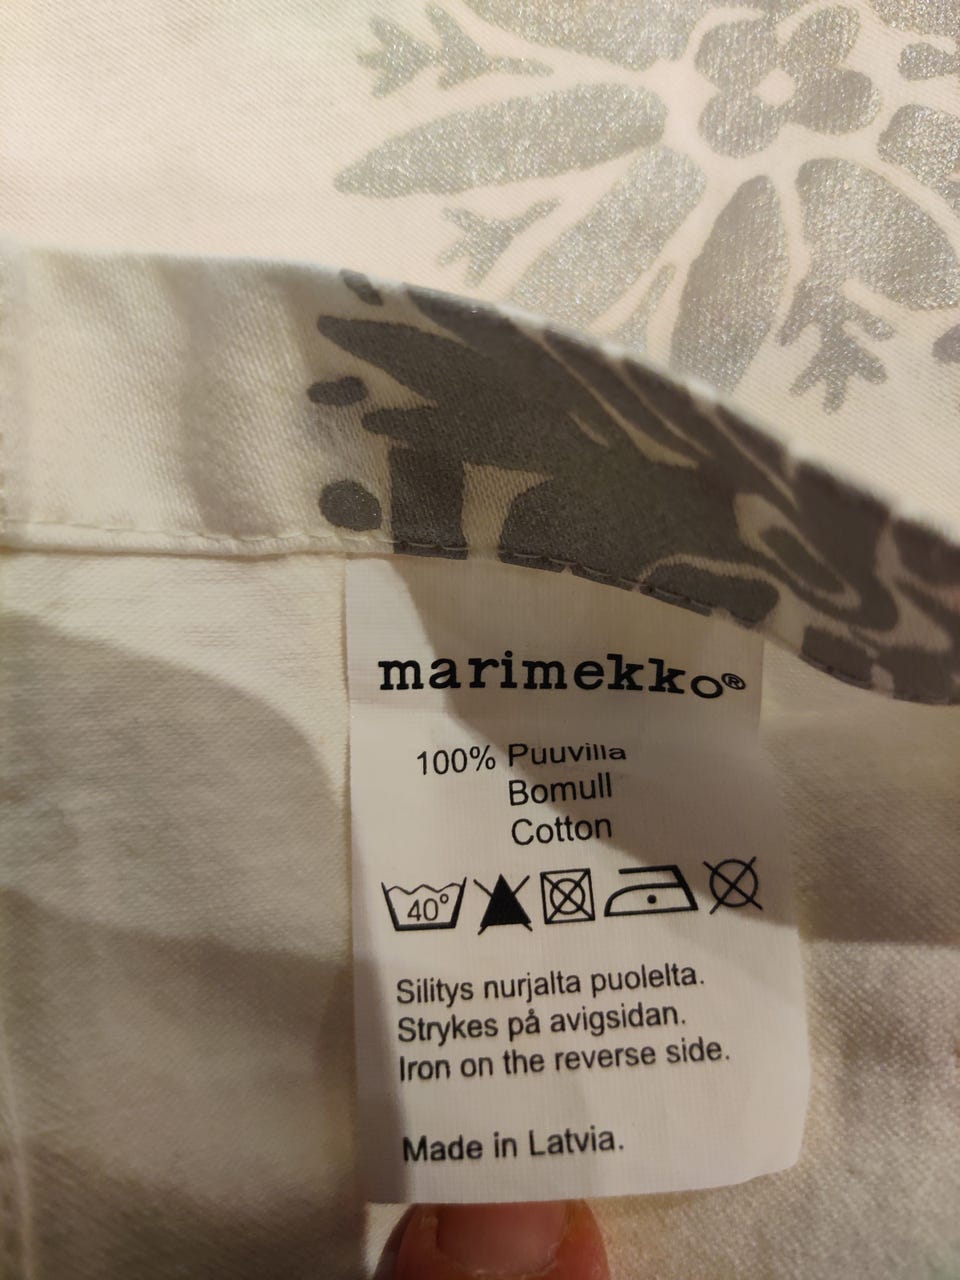 marimekko®
100% Puuvilla
Bomull
Cotton
40°
Silitys nurjalta puolelta.
Strykes på avigsidan.
Iron on the reverse side.
Made in Latvia.